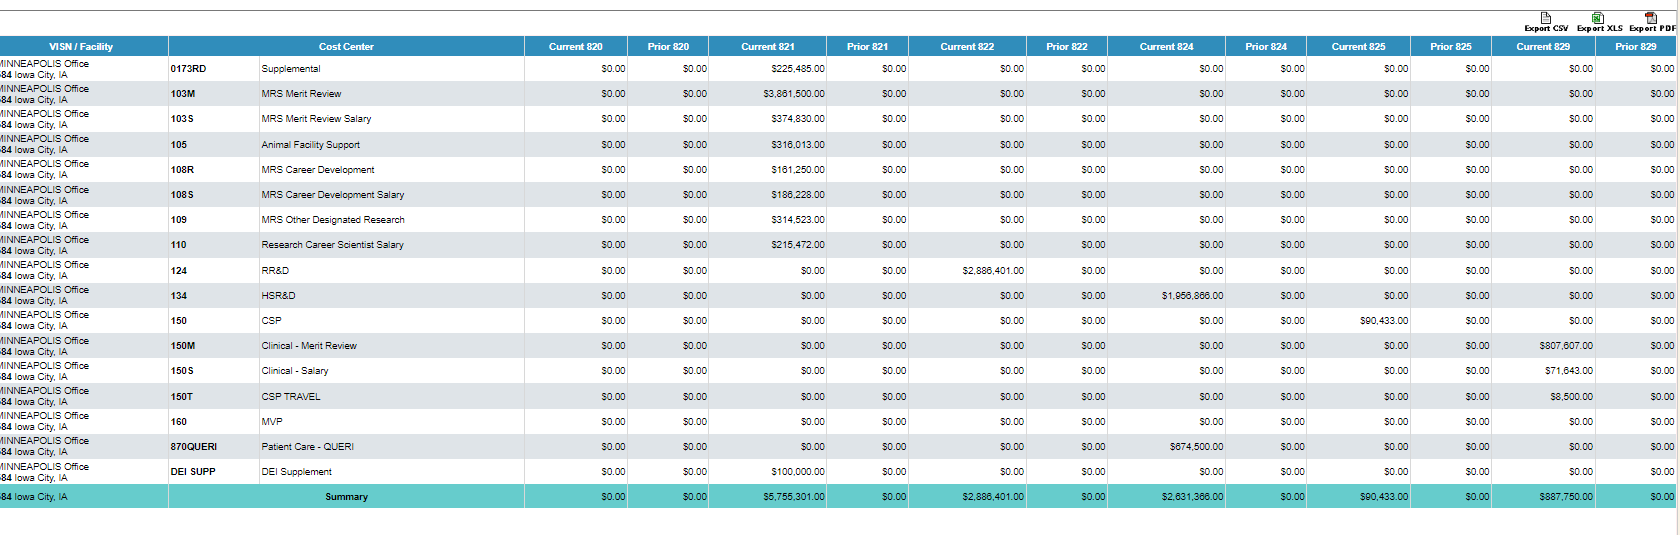 Export CSV Export XLS Export PDF
VISN / Facility Cost Center Current 820 Prior 820 Current 821 Prior 821 Current 822 Prior 822 Current 824 Prior 824 Current 825 Prior 825 Current 829 Prior 829
MINNEAPOLIS Office
84 Iowa City, IA 0173RD Supplemental $0.00 $0.00 $225,485.00 $0.00 $0.00 $0.00 $0.00 $0.00 $0.00 $0.00 $0.00 $0.00
MINNEAPOLIS Office
84 Iowa City, IA 103M MRS Merit Review $0.00 $0.00 $3,861,500.00 $0.00 $0.00 $0.00 $0.00 $0.00 $0.00 $0.00 $0.00 $0.00
MINNEAPOLIS Office
84 Iowa City, IA 103S MRS Merit Review Salary $0.00 $0.00 $374,830.00 $0.00 $0.00 $0.00 $0.00 $0.00 $0.00 $0.00 $0.00 $0.00
MINNEAPOLIS Office
84 Iowa City, IA 105 Animal Facility Support $0.00 $0.00 $316,013.00 $0.00 $0.00 $0.00 $0.00 $0.00 $0.00 $0.00 $0.00 $0.00
MINNEAPOLIS Office
84 Iowa City, IA 108R MRS Career Development $0.00 $0.00 $161,250.00 $0.00 $0.00 $0.00 $0.00 $0.00 $0.00 $0.00 $0.00 $0.00
MINNEAPOLIS Office
84 Iowa City, IA 108S MRS Career Development Salary $0.00 $0.00 $186,228.00 $0.00 $0.00 $0.00 $0.00 $0.00 $0.00 $0.00 $0.00 $0.00
MINNEAPOLIS Office
84 Iowa City, IA 109 MRS Other Designated Research $0.00 $0.00 $314,523.00 $0.00 $0.00 $0.00 $0.00 $0.00 $0.00 $0.00 $0.00 $0.00
MINNEAPOLIS Office
84 Iowa City, IA 110 Research Career Scientist Salary $0.00 $0.00 $215,472.00 $0.00 $0.00 $0.00 $0.00 $0.00 $0.00 $0.00 $0.00 $0.00
MINNEAPOLIS Office
84 Iowa City, IA 124 RR&D $0.00 $0.00 $0.00 $0.00 $2,886,401.00 $0.00 $0.00 $0.00 $0.00 $0.00 $0.00 $0.00
MINNEAPOLIS Office
84 Iowa City, IA 134 HSR&D $0.00 $0.00 $0.00 $0.00 $0.00 $0.00 $1,956,866.00 $0.00 $0.00 $0.00 $0.00 $0.00
MINNEAPOLIS Office
84 Iowa City, IA 150 CSP $0.00 $0.00 $0.00 $0.00 $0.00 $0.00 $0.00 $0.00 $90,433.00 $0.00 $0.00 $0.00
MINNEAPOLIS Office
84 Iowa City, IA 150M Clinical - Merit Review $0.00 $0.00 $0.00 $0.00 $0.00 $0.00 $0.00 $0.00 $0.00 $0.00 $807,607.00 $0.00
MINNEAPOLIS Office
84 Iowa City, IA 150S Clinical - Salary $0.00 $0.00 $0.00 $0.00 $0.00 $0.00 $0.00 $0.00 $0.00 $0.00 $71,643.00 $0.00
MINNEAPOLIS Office
84 Iowa City, IA 150T CSP TRAVEL $0.00 $0.00 $0.00 $0.00 $0.00 $0.00 $0.00 $0.00 $0.00 $0.00 $8,500.00 $0.00
MINNEAPOLIS Office
84 Iowa City, IA 160 MVP $0.00 $0.00 $0.00 $0.00 $0.00 $0.00 $0.00 $0.00 $0.00 $0.00 $0.00 $0.00
MINNEAPOLIS Office
84 Iowa City, IA 870QUERI Patient Care - QUERI $0.00 $0.00 $0.00 $0.00 $0.00 $0.00 $674,500.00 $0.00 $0.00 $0.00 $0.00 $0.00
MINNEAPOLIS Office
84 Iowa City, IA DEI SUPP DEI Supplement $0.00 $0.00 $100,000.00 $0.00 $0.00 $0.00 $0.00 $0.00 $0.00 $0.00 $0.00 $0.00
84 Iowa City, IA Summary $0.00 $0.00 $5,755,301.00 $0.00 $2,886,401.00 $0.00 $2,631,366.00 $0.00 $90,433.00 $0.00 $887,750.00 $0.00